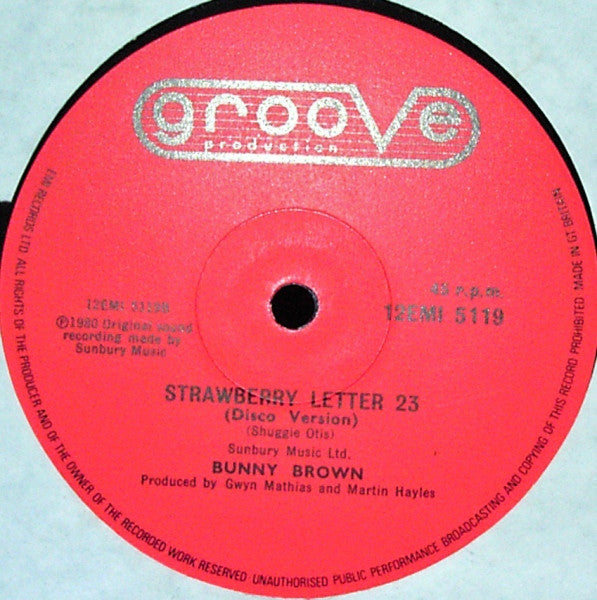 groove
production
45 r.p.m.
12EMI 5119B
12EMI 5119
℗1980 Original sound
recording made by
Sunbury Music
STRAWBERRY LETTER 23
(Disco Version)
(Shuggie Otis)
Sunbury Music Ltd.
BUNNY BROWN
Produced by Gwyn Mathias and Martin Hayles
EMI RECORDS LTD ALL RIGHTS OF THE PRODUCER AND OF THE OWNER OF THE RECORDED WORK RESERVED UNAUTHORISED PUBLIC PERFORMANCE BROADCASTING AND COPYING OF THIS RECORD PROHIBITED MADE IN GT BRITAIN